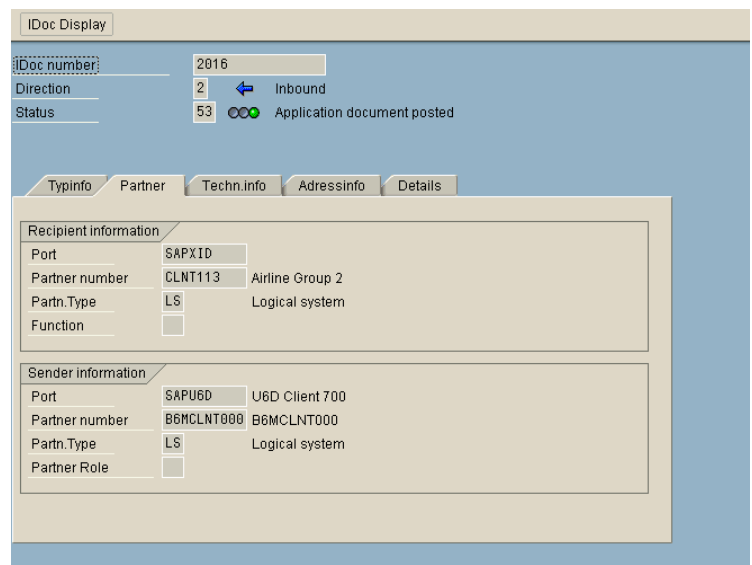 IDoc Display
IDoc number 2016
Direction 2 Inbound
Status 53 Application document posted
Typinfo Partner Techn.info Adressinfo Details
Recipient information
Port SAPXID
Partner number CLNT113 Airline Group 2
Partn.Type LS Logical system
Function
Sender information
Port SAPU6D U6D Client 700
Partner number B6MCLNT000 B6MCLNT000
Partn.Type LS Logical system
Partner Role